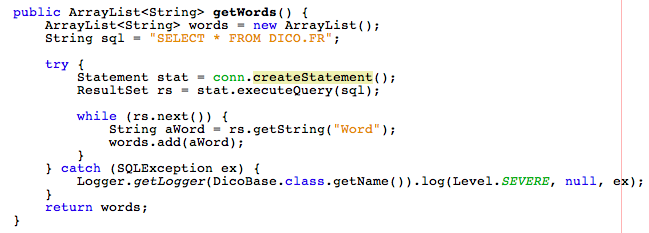 public ArrayList<String> getWords() {
    ArrayList<String> words = new ArrayList();
    String sql = "SELECT * FROM DICO.FR";

    try {
        Statement stat = conn.createStatement();
        ResultSet rs = stat.executeQuery(sql);

        while (rs.next()) {
            String aWord = rs.getString("Word");
            words.add(aWord);
        }
    } catch (SQLException ex) {
        Logger.getLogger(DicoBase.class.getName()).log(Level.SEVERE, null, ex);
    }
    return words;
}